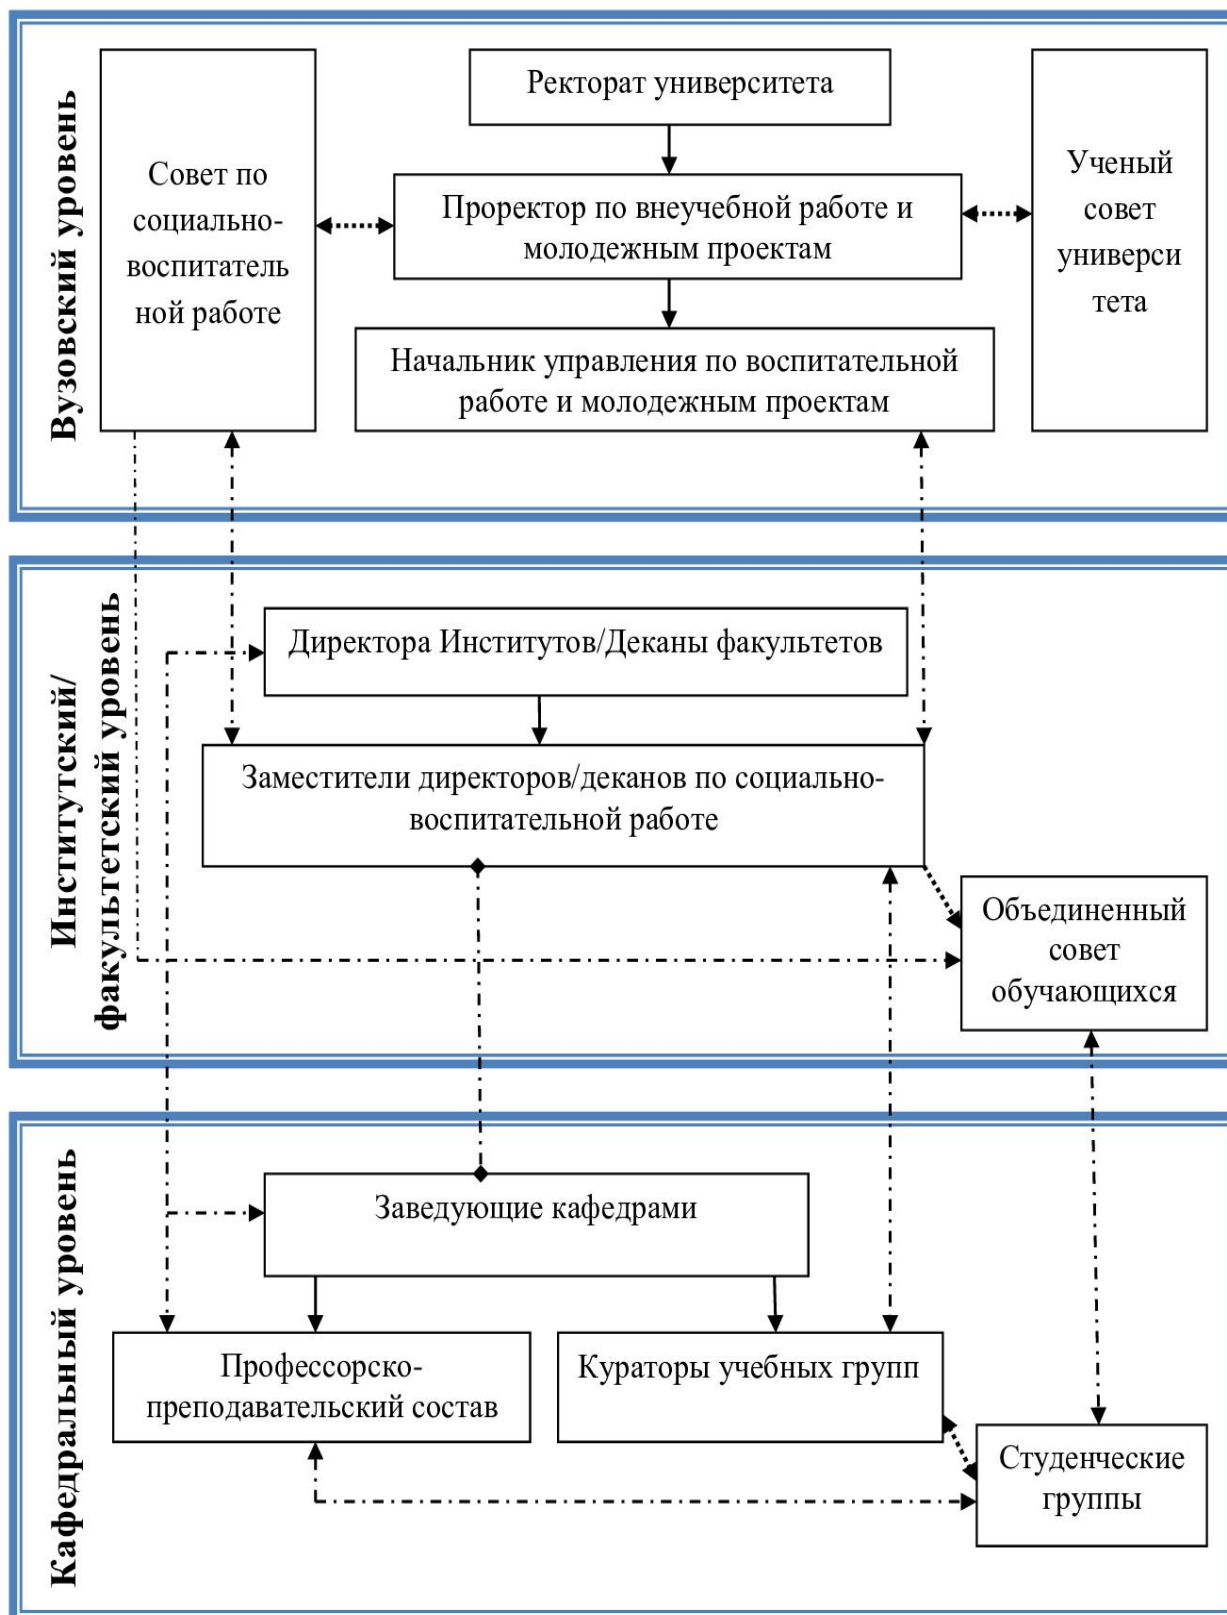 Вузовский уровень
Совет по
социально-
воспитатель
ной работе
Ректорат университета
Проректор по внеучебной работе и
молодежным проектам
Начальник управления по воспитательной
работе и молодежным проектам
Ученый
совет
универси
тета
Институтский/
факультетский уровень
Директора Институтов/Деканы факультетов
Заместители директоров/деканов по социально-
воспитательной работе
Объединенный
совет
обучающихся
Кафедральный уровень
Заведующие кафедрами
Профессорско-
преподавательский состав
Кураторы учебных групп
Студенческие
группы